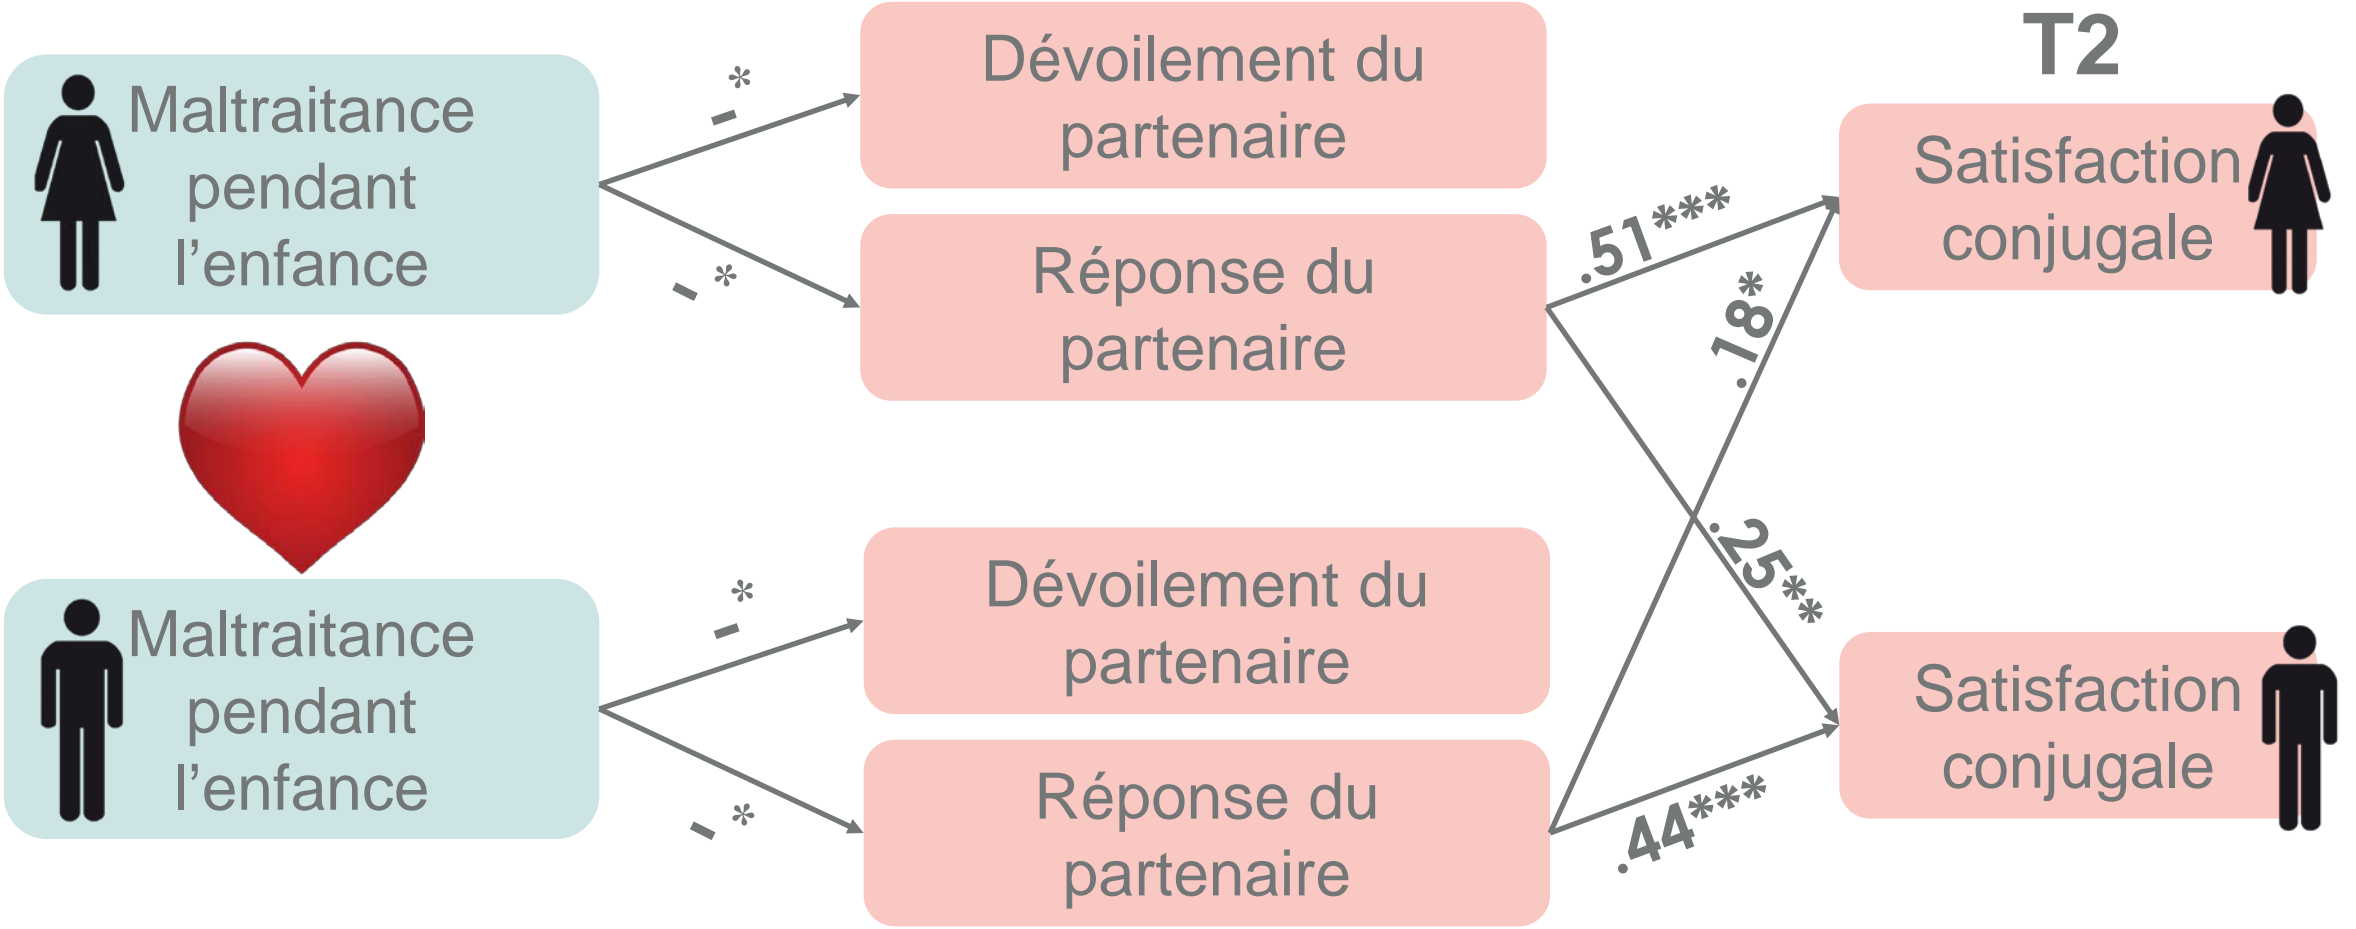 T2
Maltraitance
pendant
l’enfance
- *
- *
Dévoilement du
partenaire
Réponse du
partenaire
.51***
.18*
Satisfaction
conjugale
Maltraitance
pendant
l’enfance
- *
- *
Dévoilement du
partenaire
Réponse du
partenaire
.25**
.44***
Satisfaction
conjugale